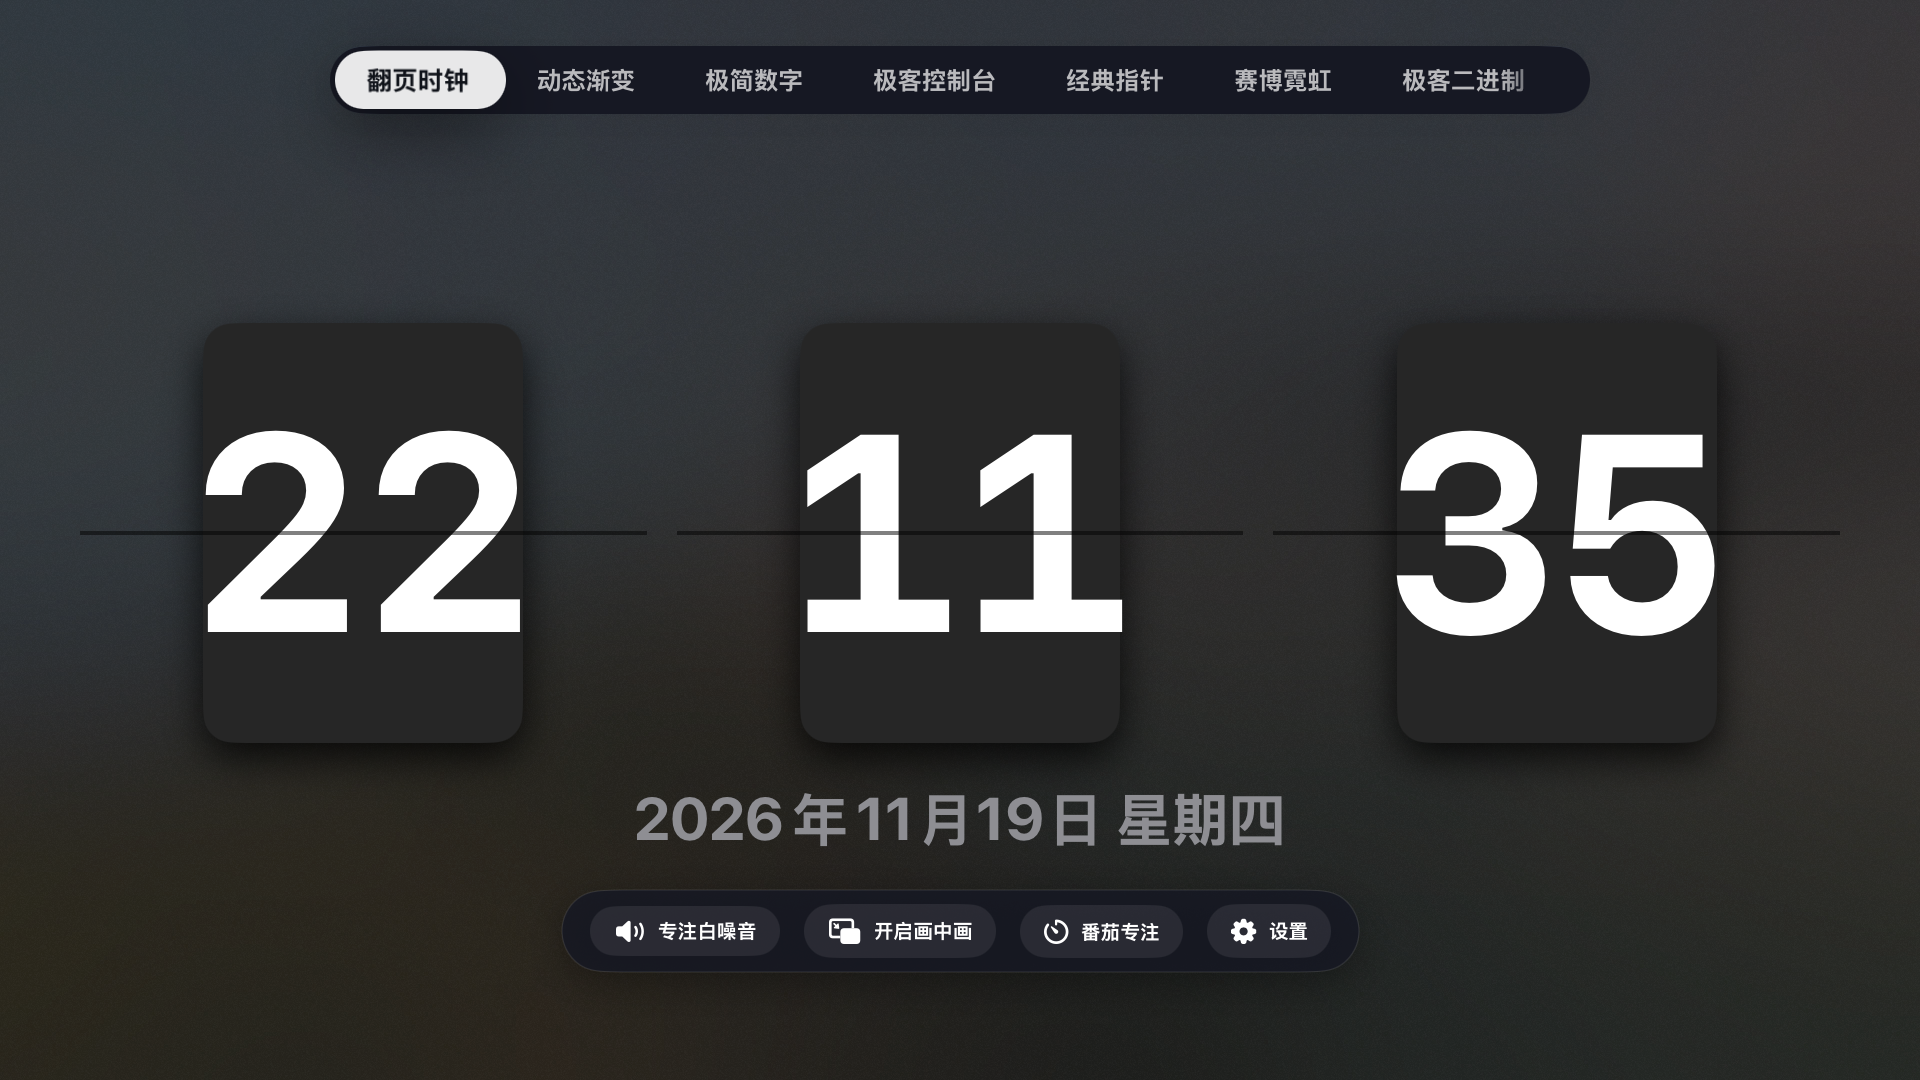 翻页时钟 动态渐变 极简数字 极客控制台 经典指针 赛博霓虹 极客二进制
22 11 35
2026年11月19日 星期四
专注白噪音 开启画中画 番茄专注 设置